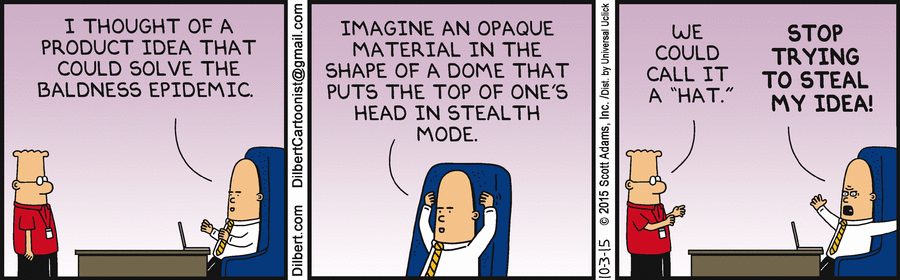 I THOUGHT OF A
PRODUCT IDEA THAT
COULD SOLVE THE
BALDNESS EPIDEMIC.
Dilbert.com DilbertCartoonist@gmail.com
IMAGINE AN OPAQUE
MATERIAL IN THE
SHAPE OF A DOME THAT
PUTS THE TOP OF ONE'S
HEAD IN STEALTH
MODE.
10-3-15 © 2015 Scott Adams, Inc. /Dist. by Universal Uclick
WE
COULD
CALL IT
A "HAT."
STOP
TRYING
TO STEAL
MY IDEA!